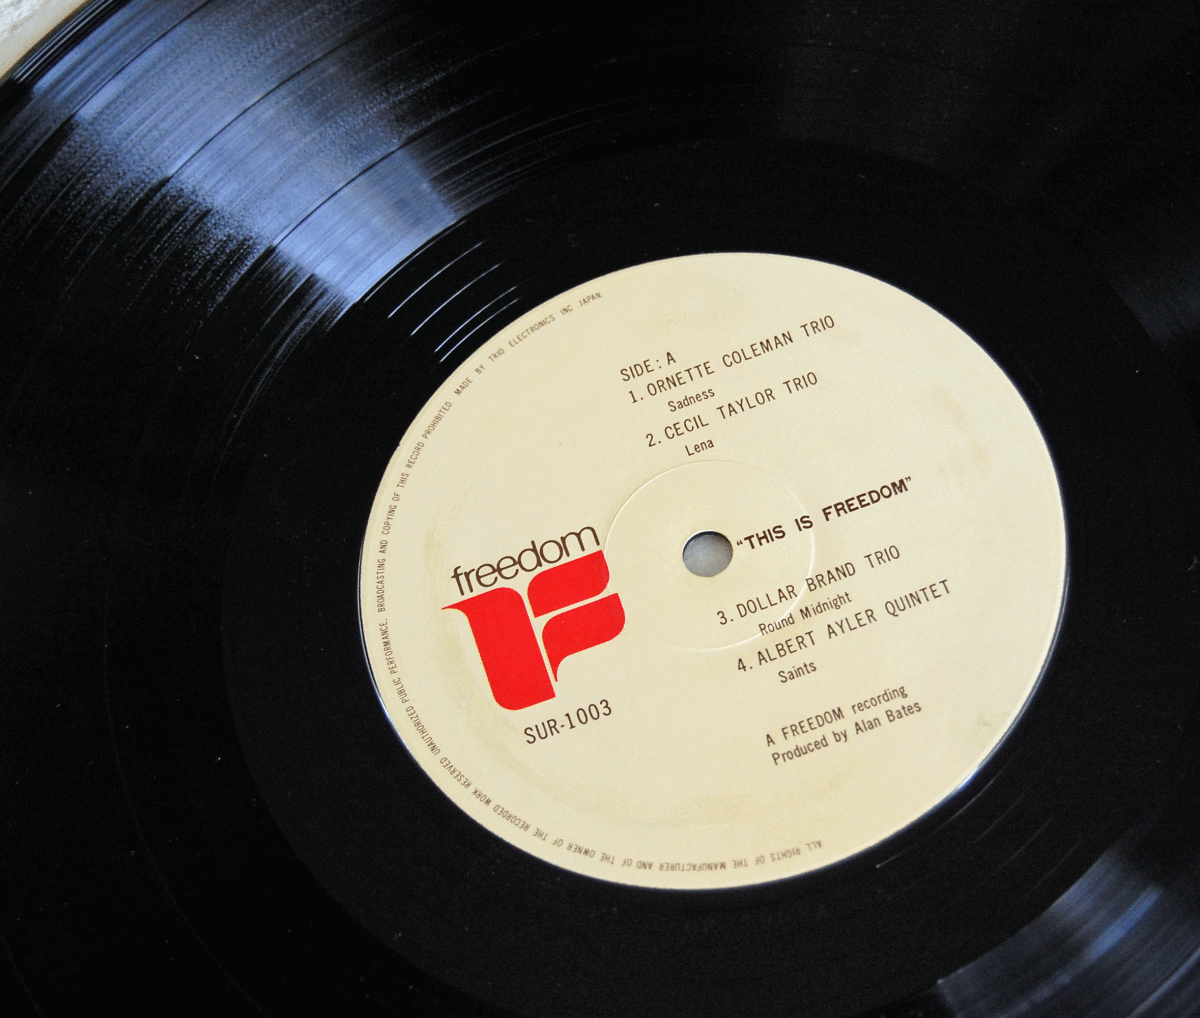 SIDE: A
1. ORNETTE COLEMAN TRIO
Sadness
2. CECIL TAYLOR TRIO
Lena
"THIS IS FREEDOM"
freedom
F
SUR-1003
3. DOLLAR BRAND TRIO
Round Midnight
4. ALBERT AYLER QUINTET
Saints
A FREEDOM recording
Produced by Alan Bates
ALL RIGHTS OF THE MANUFACTURER AND OF THE OWNER OF THE RECORDED WORK RESERVED UNAUTHORIZED PUBLIC PERFORMANCE, BROADCASTING AND COPYING OF THIS RECORD PROHIBITED. MADE BY TRIO ELECTRONICS INC JAPAN